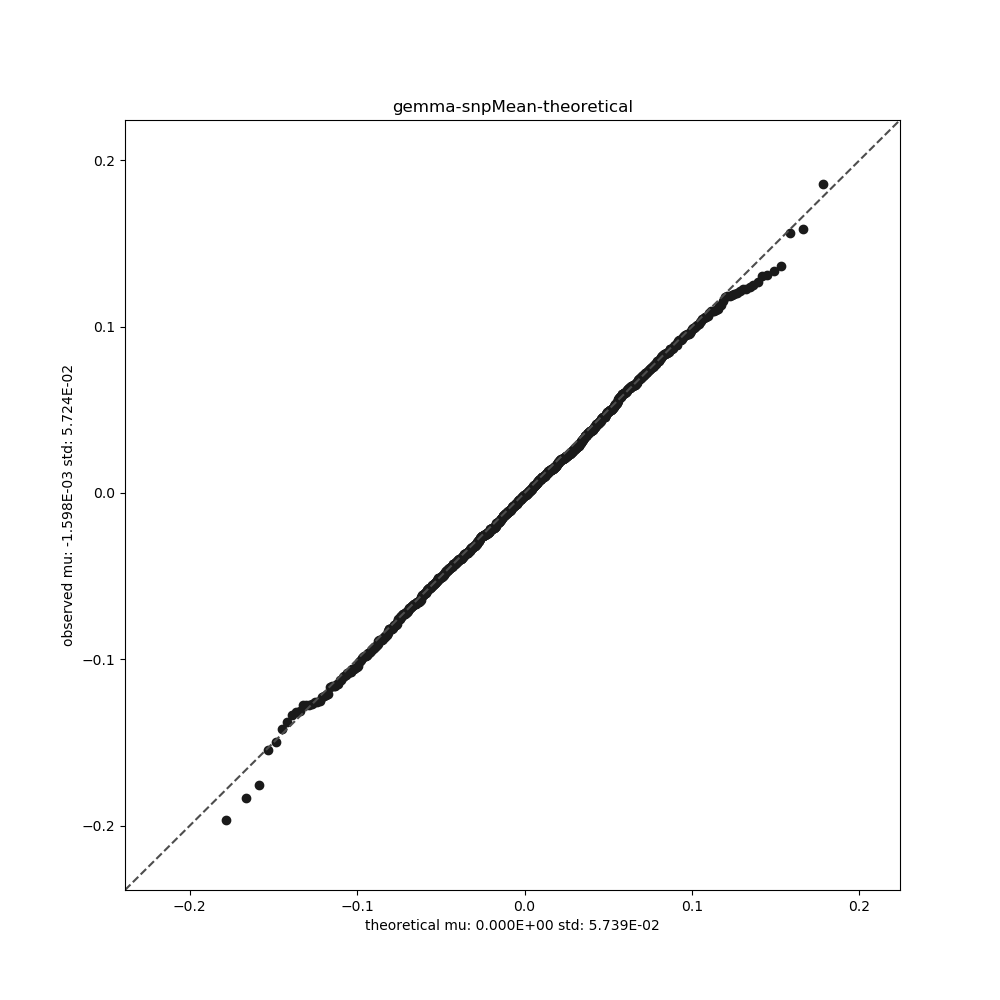 gemma-snpMean-theoretical
0.2
0.1
0.0
−0.1
−0.2
observed mu: -1.598E-03 std: 5.724E-02
−0.2 −0.1 0.0 0.1 0.2
theoretical mu: 0.000E+00 std: 5.739E-02